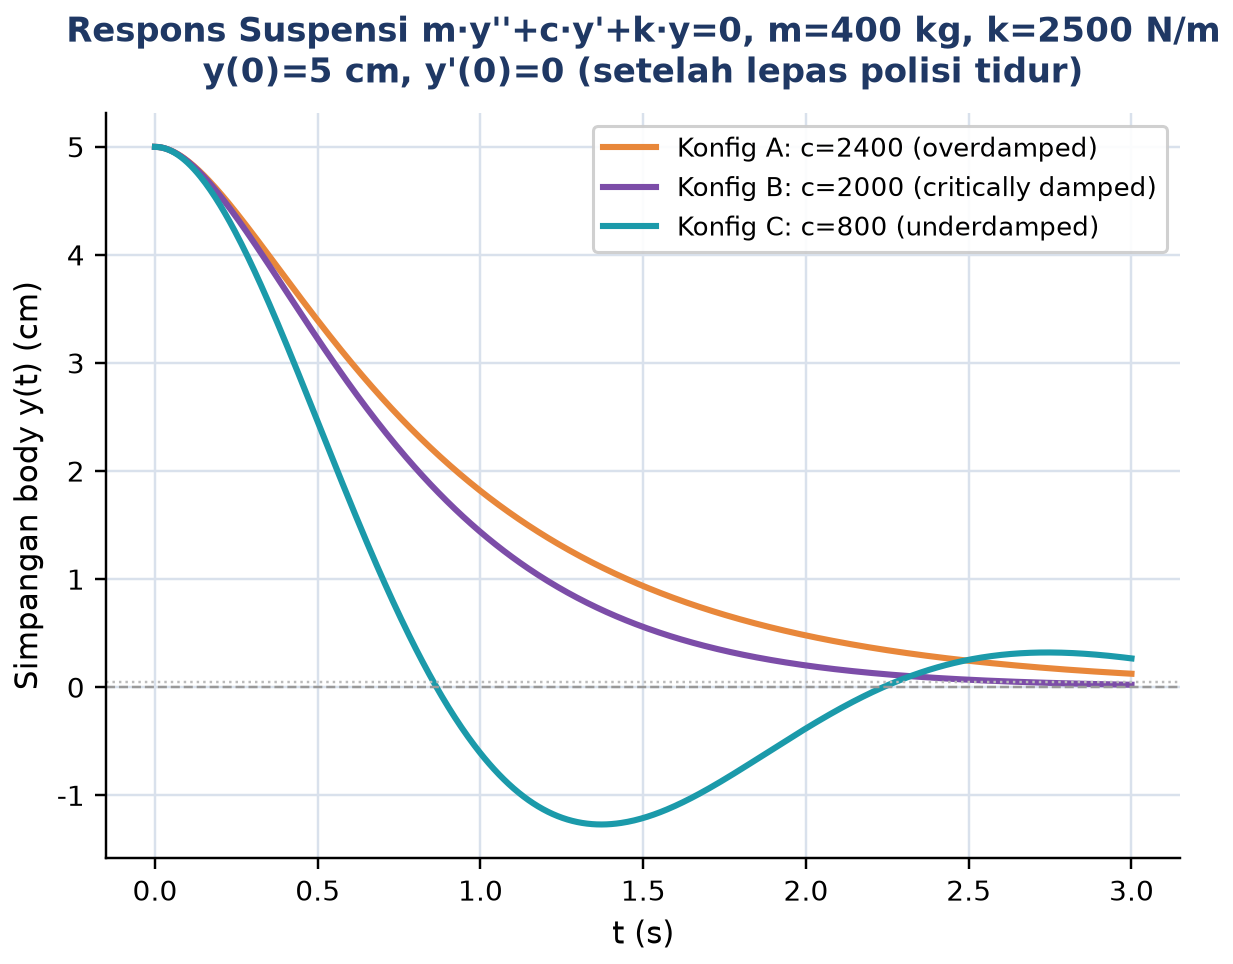 Respons Suspensi m·y''+c·y'+k·y=0, m=400 kg, k=2500 N/m
y(0)=5 cm, y'(0)=0 (setelah lepas polisi tidur)
Konfig A: c=2400 (overdamped)
Konfig B: c=2000 (critically damped)
Konfig C: c=800 (underdamped)
Simpangan body y(t) (cm)
5
4
3
2
1
0
-1
0.0 0.5 1.0 1.5 2.0 2.5 3.0
t (s)